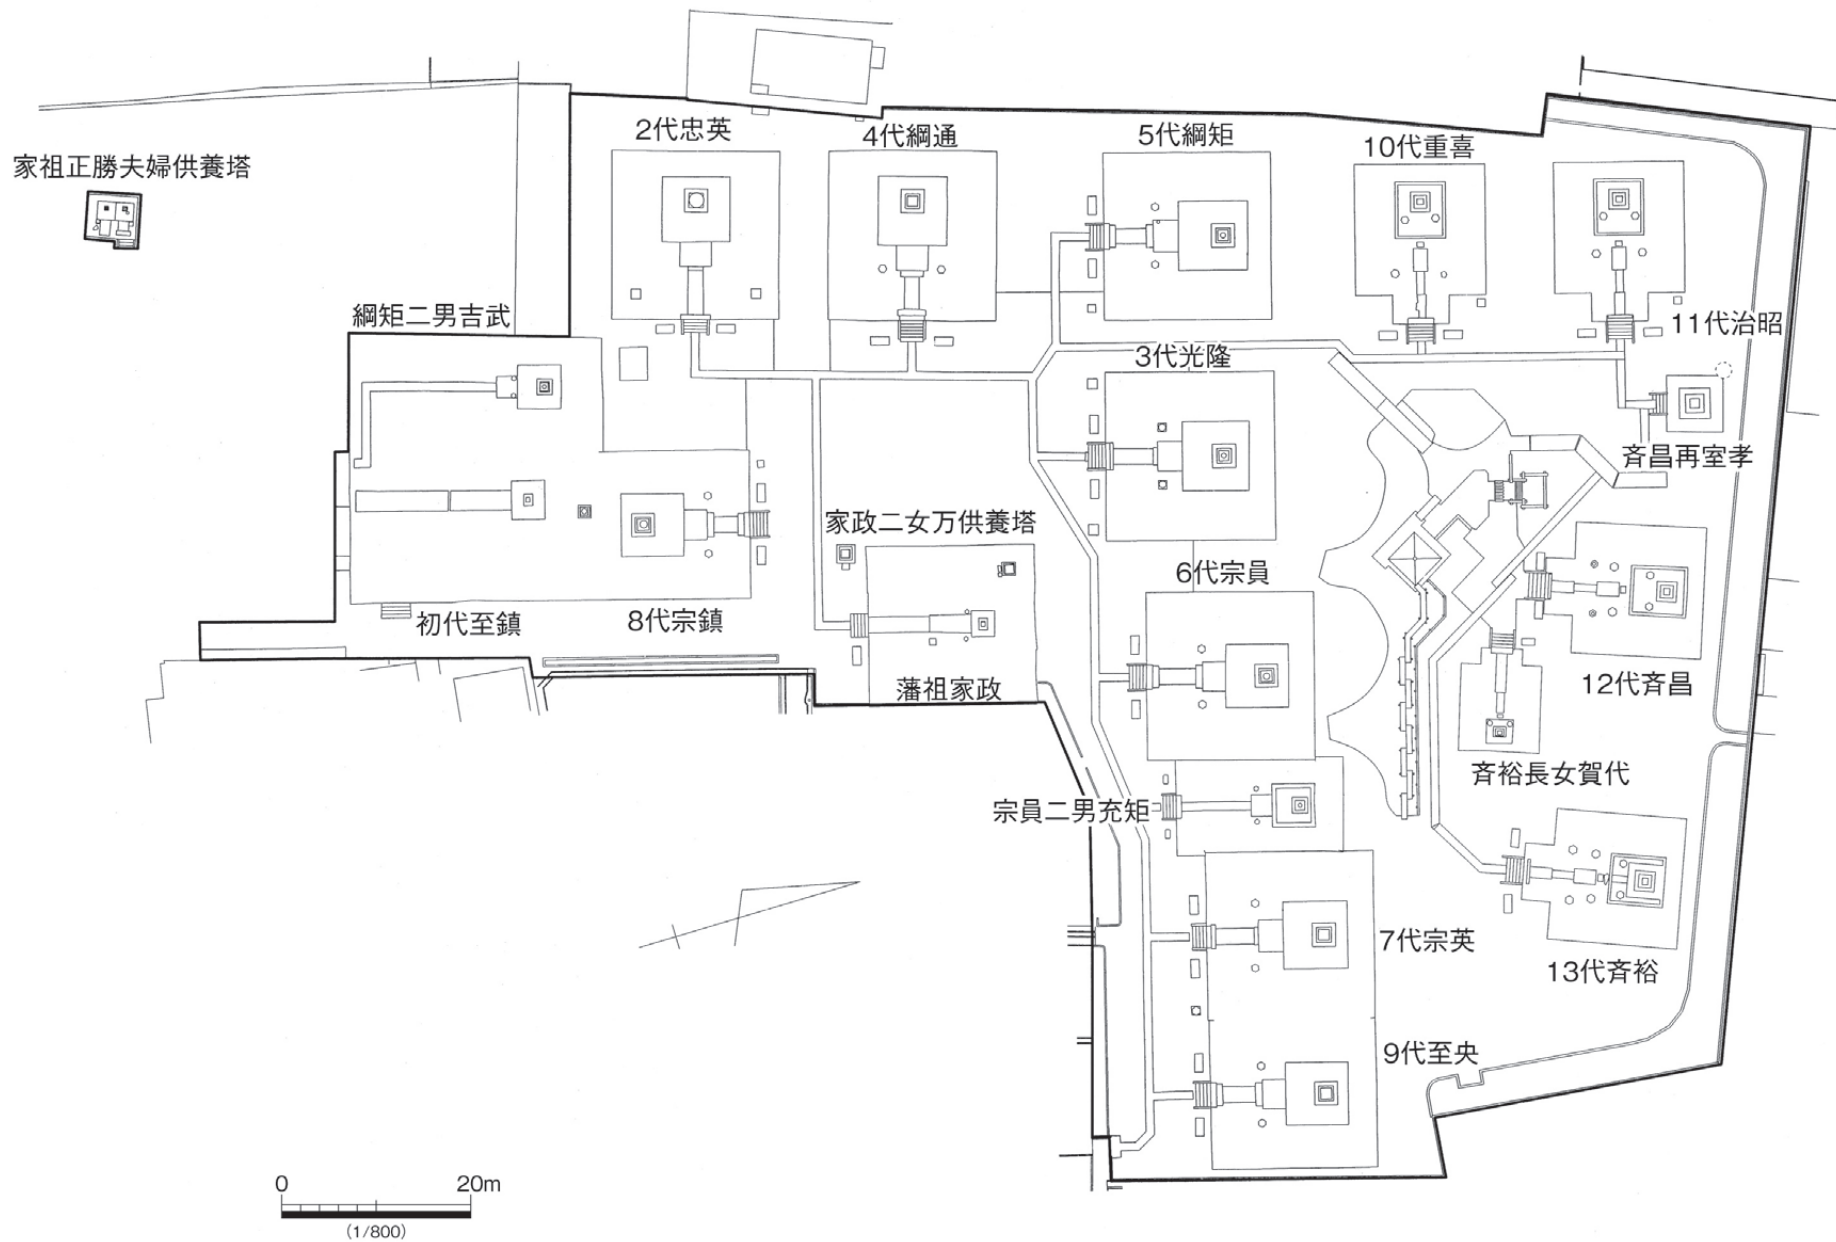 2代忠英
4代綱通
5代綱矩
10代重喜
家祖正勝夫婦供養塔
綱矩二男吉武
11代治昭
3代光隆
斉昌再室孝
家政二女万供養塔
6代宗員
初代至鎮
8代宗鎮
藩祖家政
12代斉昌
斉裕長女賀代
宗員二男充矩
7代宗英
13代斉裕
9代至央
0 20m
(1/800)